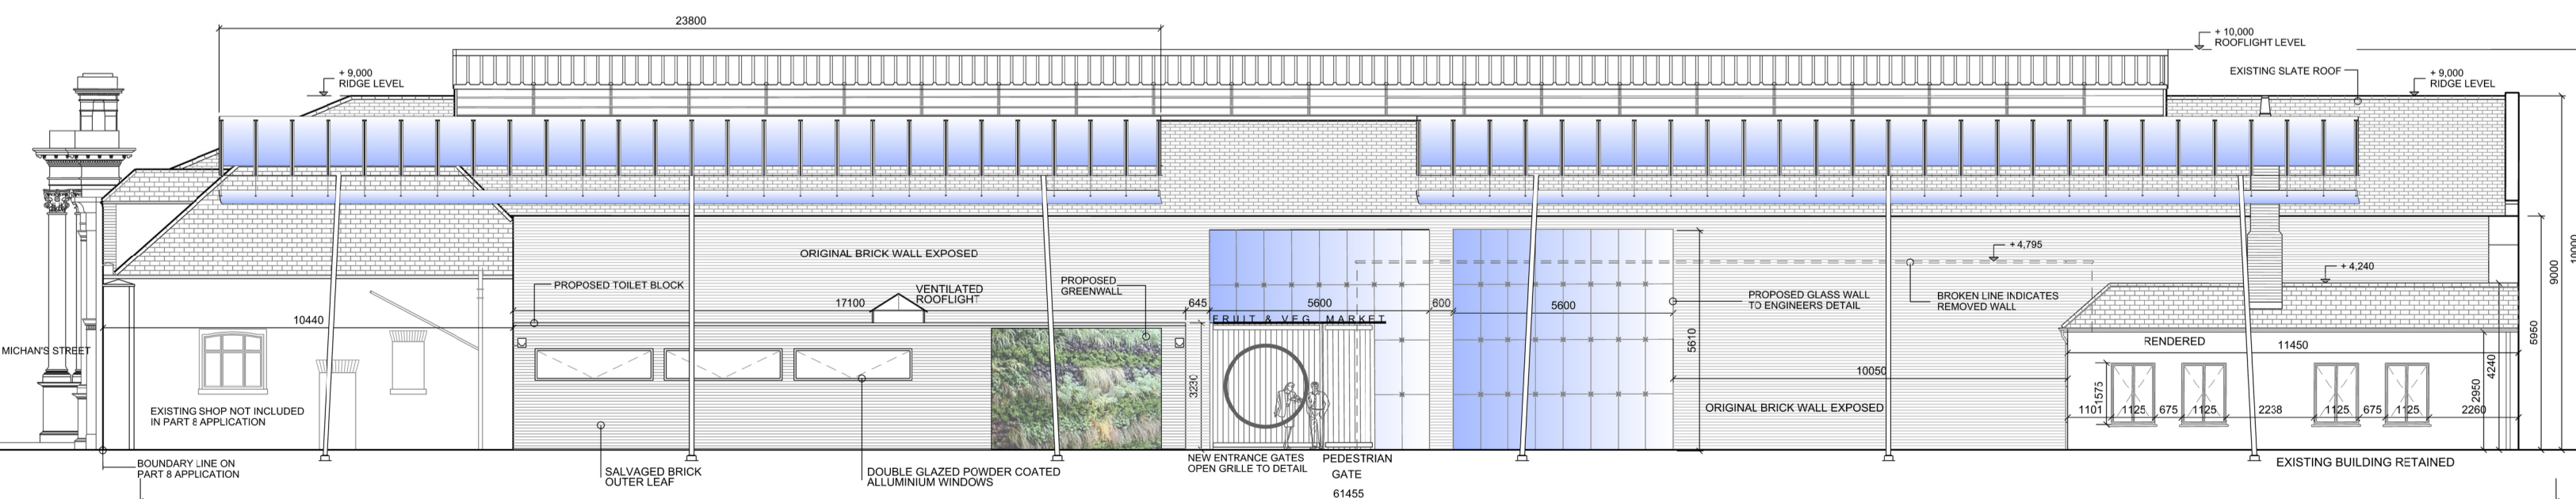 23800
+ 10,000
ROOFLIGHT LEVEL
+ 9,000
RIDGE LEVEL
EXISTING SLATE ROOF
+ 9,000
RIDGE LEVEL
ORIGINAL BRICK WALL EXPOSED
+ 4,795
+ 4,240
10000
9000
5950
PROPOSED TOILET BLOCK
VENTILATED
ROOFLIGHT
PROPOSED
GREENWALL
PROPOSED GLASS WALL
TO ENGINEERS DETAIL
BROKEN LINE INDICATES
REMOVED WALL
17100
645
5600
600
5600
10440
FRUIT & VEG MARKET
5610
3230
MICHAN'S STREET
RENDERED
11450
10050
4240
2950
1575
EXISTING SHOP NOT INCLUDED
IN PART 8 APPLICATION
ORIGINAL BRICK WALL EXPOSED
1101
1125
675
1125
2238
1125
675
1125
2260
BOUNDARY LINE ON
PART 8 APPLICATION
SALVAGED BRICK
OUTER LEAF
DOUBLE GLAZED POWDER COATED
ALLUMINIUM WINDOWS
NEW ENTRANCE GATES
OPEN GRILLE TO DETAIL
PEDESTRIAN
GATE
EXISTING BUILDING RETAINED
61455